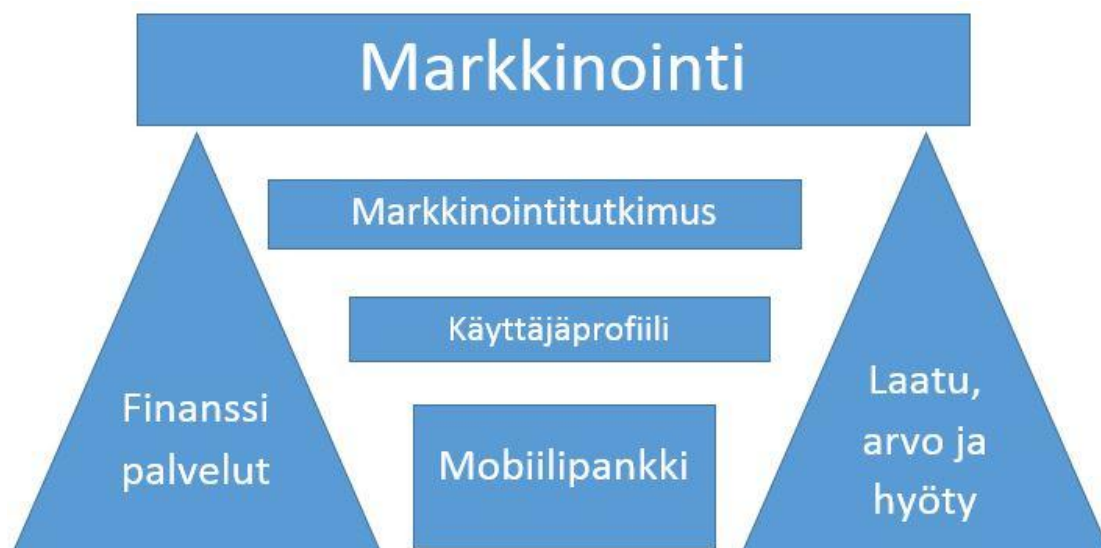 Markkinointi
Markkinointitutkimus
Käyttäjäprofiili
Finanssi
palvelut
Mobiilipankki
Laatu,
arvo ja
hyöty